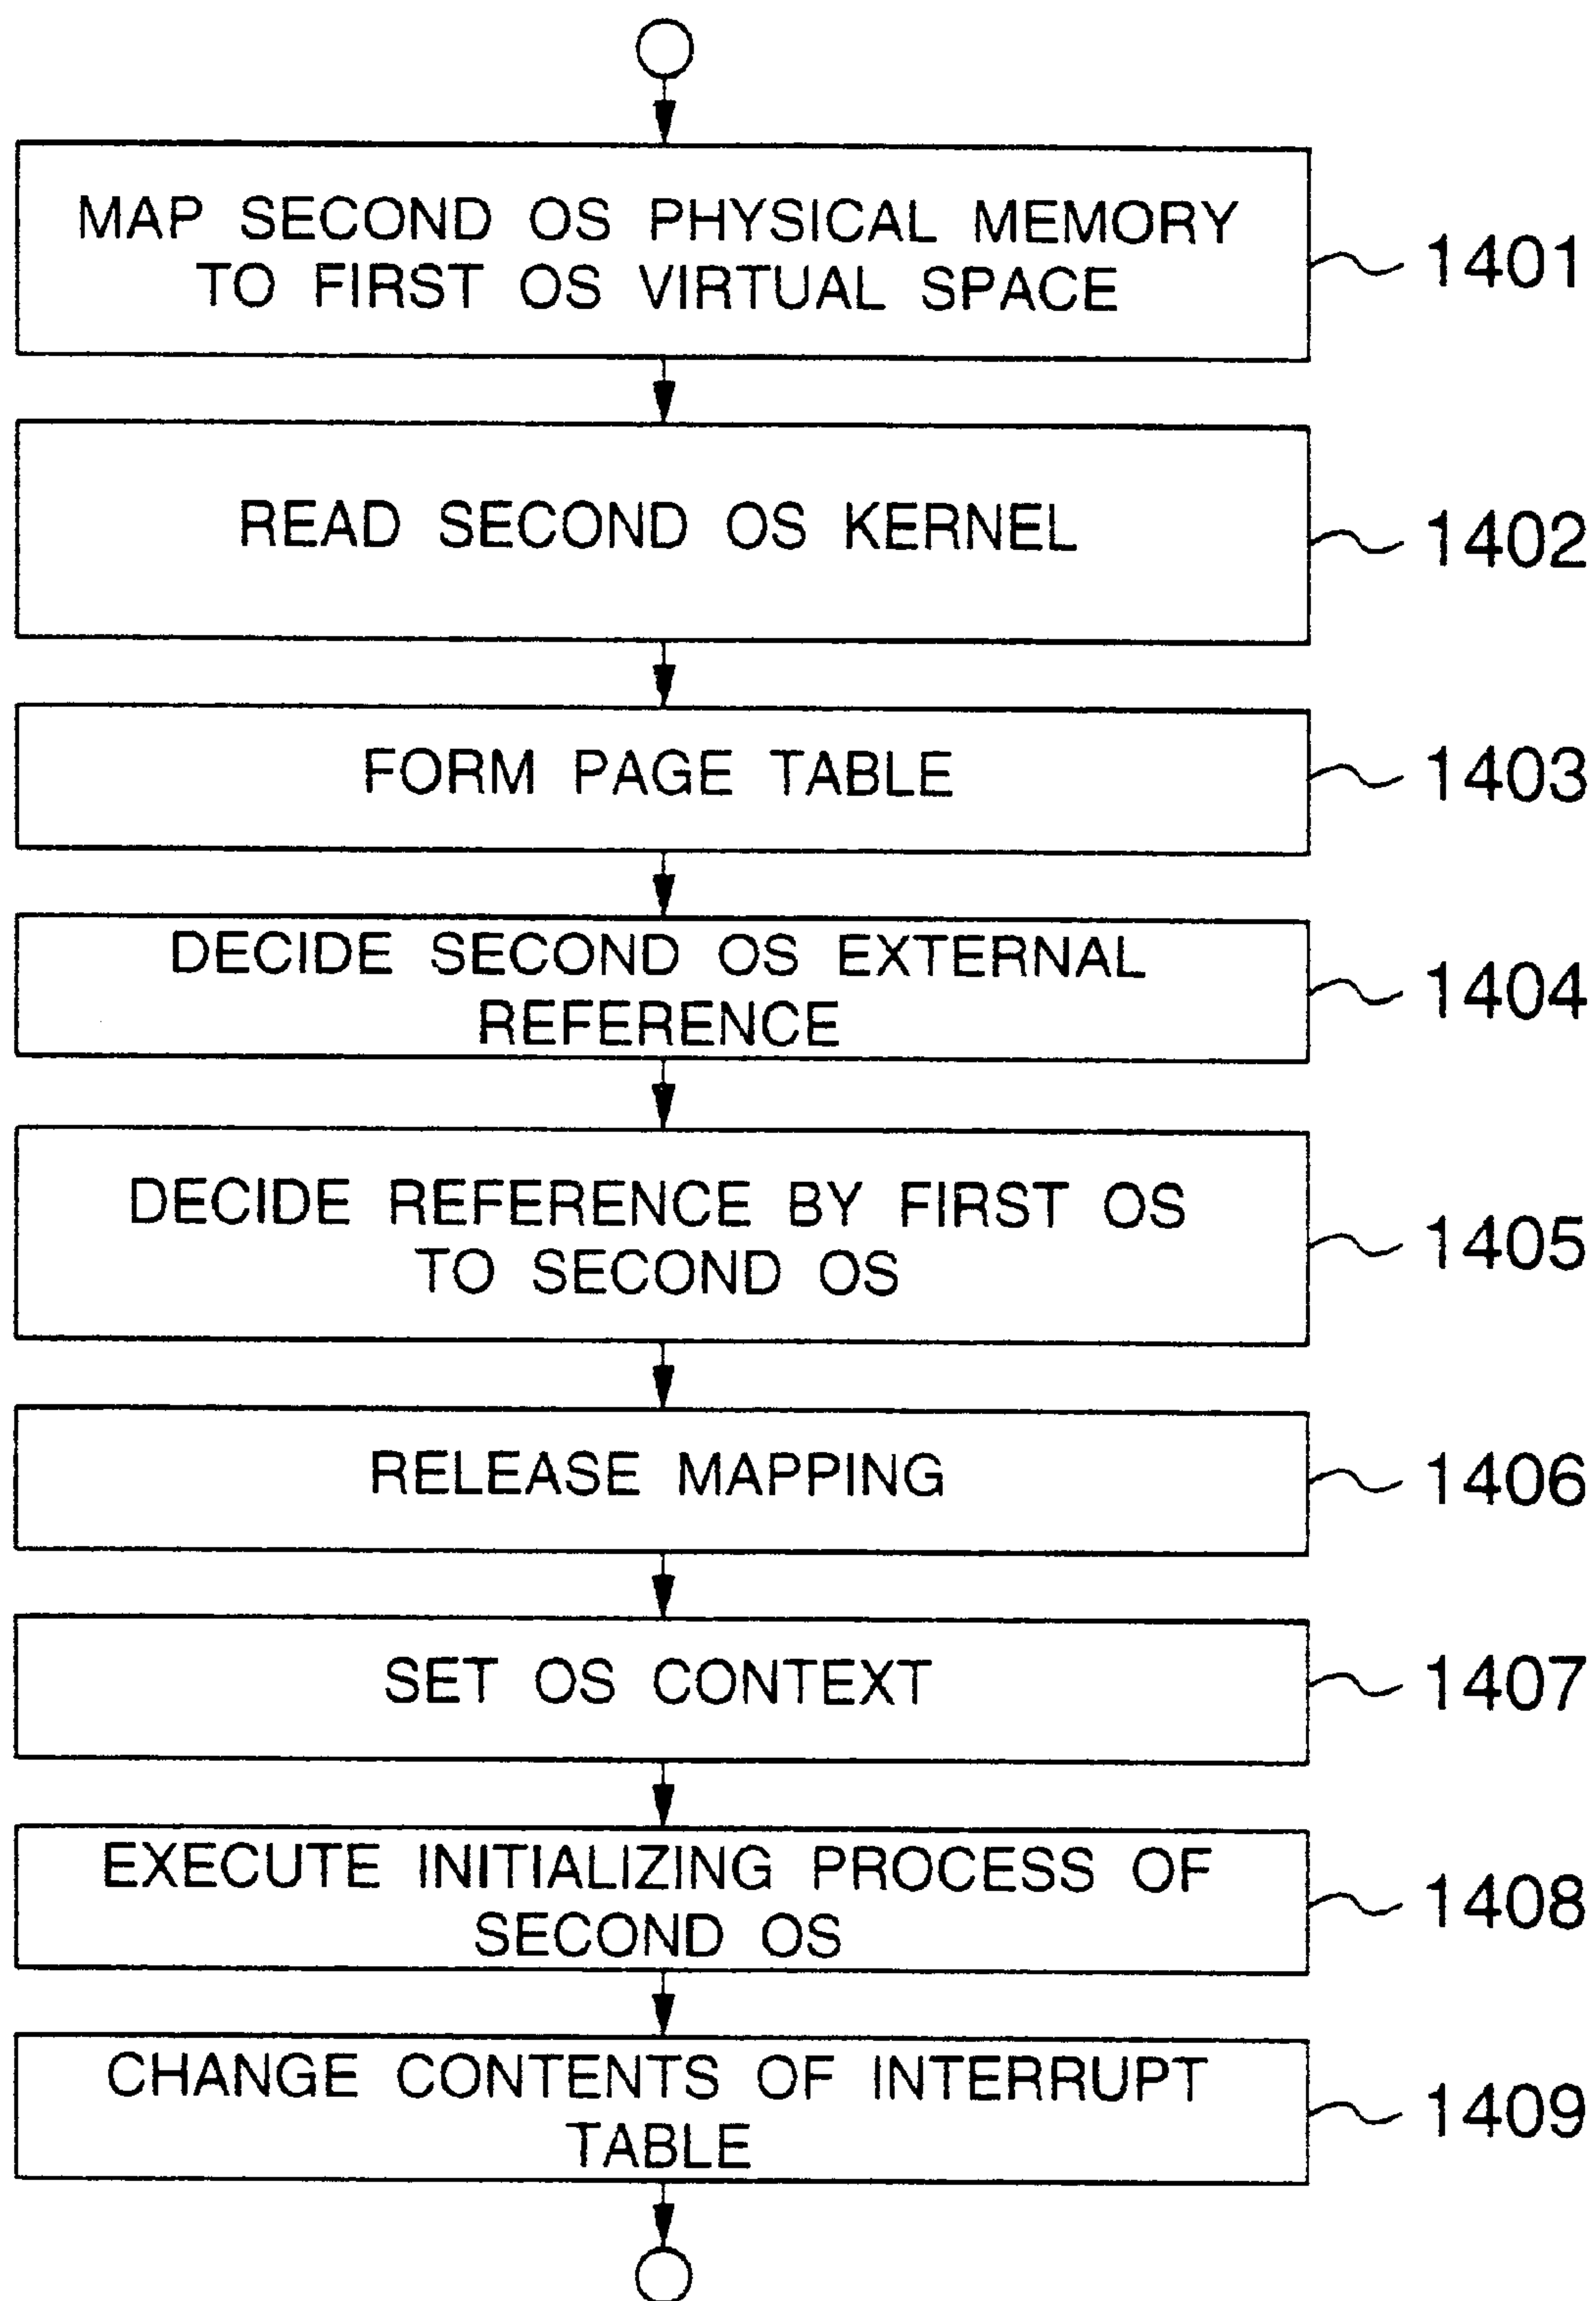 MAP SECOND OS PHYSICAL MEMORY
TO FIRST OS VIRTUAL SPACE
1401
READ SECOND OS KERNEL
1402
FORM PAGE TABLE
1403
DECIDE SECOND OS EXTERNAL
REFERENCE
1404
DECIDE REFERENCE BY FIRST OS
TO SECOND OS
1405
RELEASE MAPPING
1406
SET OS CONTEXT
1407
EXECUTE INITIALIZING PROCESS OF
SECOND OS
1408
CHANGE CONTENTS OF INTERRUPT
TABLE
1409